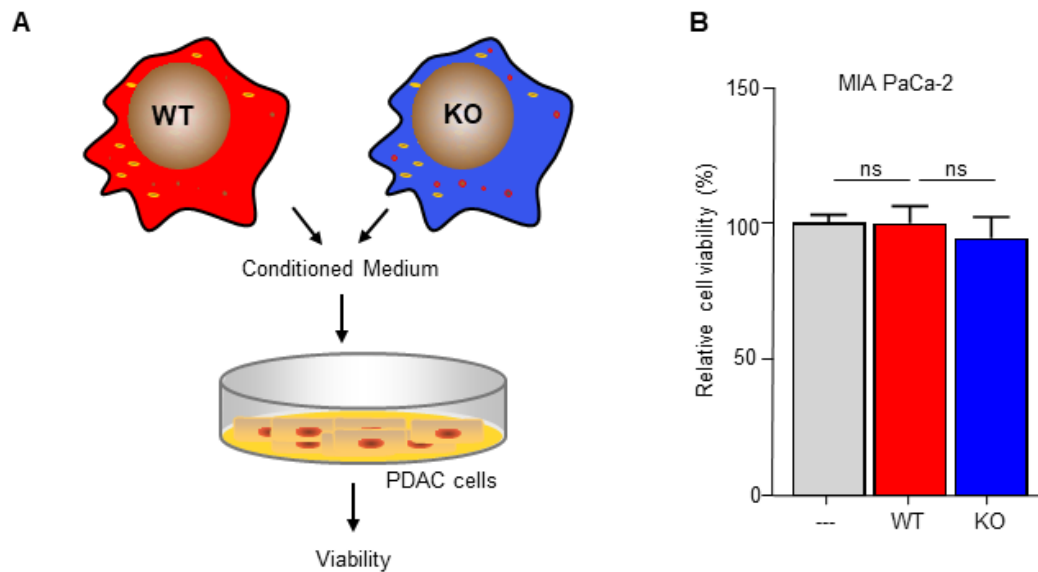 A
WT
KO
Conditioned Medium
PDAC cells
Viability
B
MIA PaCa-2
Relative cell viability (%)
150
100
50
0
ns
ns
---
WT
KO